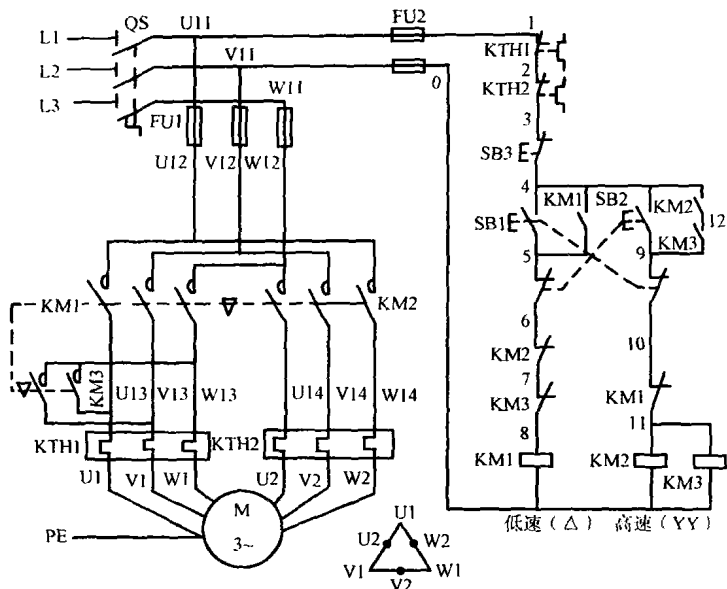 U11
L1 QS FU2 1
V11 KTH1
L2 2
0
W11 KTH2
L3
FU1 3
U12 V12 W12
SB3
4
KM1 SB2 KM2
SB1 12
KM3
5 9
KM1 KM2
6 10
KM2
KM3 U13 V13 W13 U14 V14 W14
7
KM3 KM1
KTH1 KTH2
8 11
U1 V1 W1 U2 V2 W2
KM1 KM2 KM3
M
3~
PE
低速（△） 高速（YY）
U1
U2 W2
V1 W1
V2